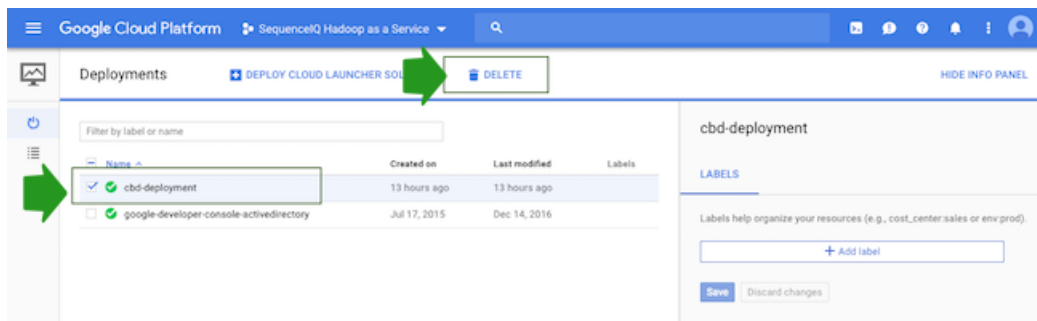 Google Cloud Platform SequenceIQ Hadoop as a Service
Deployments DEPLOY CLOUD LAUNCHER SOL DELETE HIDE INFO PANEL
Filter by label or name
Name Created on Last modified Labels
cbd-deployment 13 hours ago 13 hours ago
google-developer-console-activedirectory Jul 17, 2015 Dec 14, 2016
cbd-deployment
LABELS
Labels help organize your resources (e.g., cost_center:sales or env:prod).
+ Add label
Save Discard changes